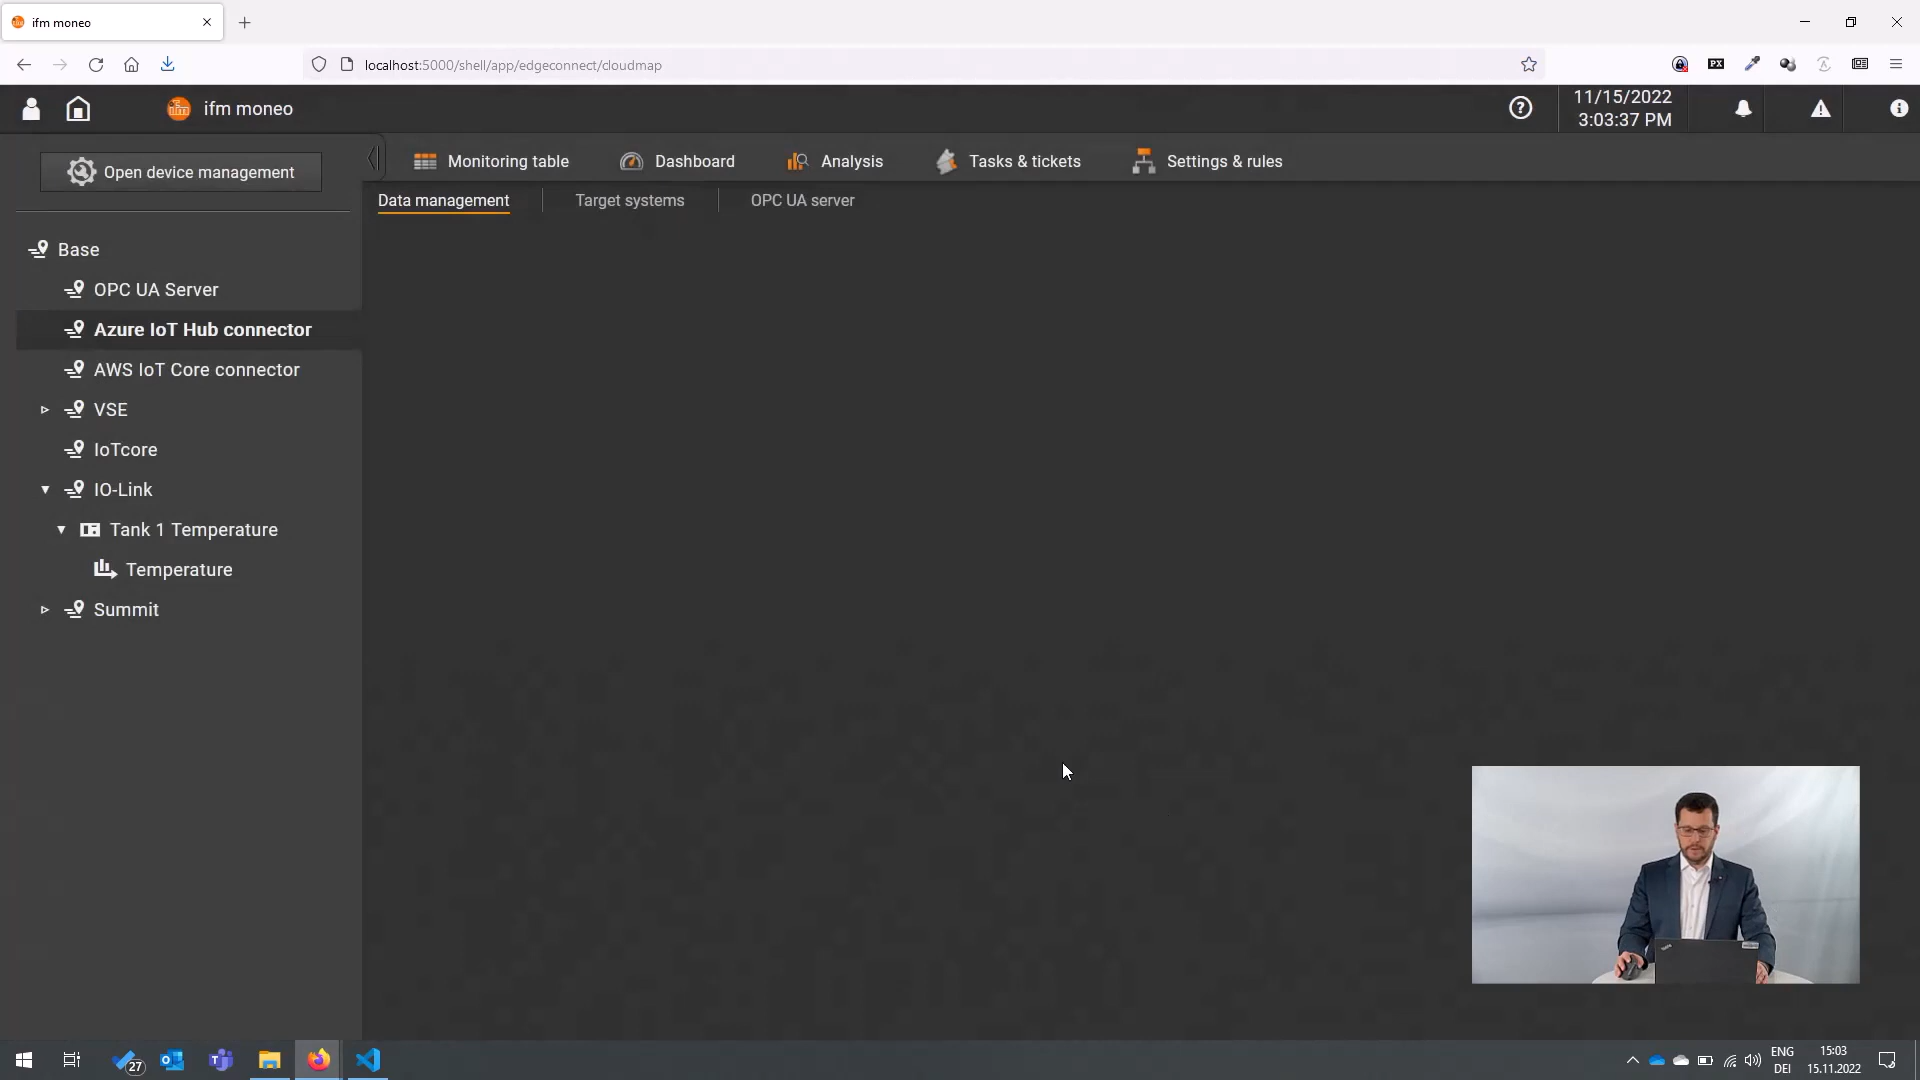 ifm moneo
localhost:5000/shell/app/edgeconnect/cloudmap
ifm moneo
11/15/2022
3:03:37 PM
Open device management
Monitoring table
Dashboard
Analysis
Tasks & tickets
Settings & rules
Data management
Target systems
OPC UA server
Base
OPC UA Server
Azure IoT Hub connector
AWS IoT Core connector
VSE
IoTcore
IO-Link
Tank 1 Temperature
Temperature
Summit
27
ENG
DEI
15:03
15.11.2022